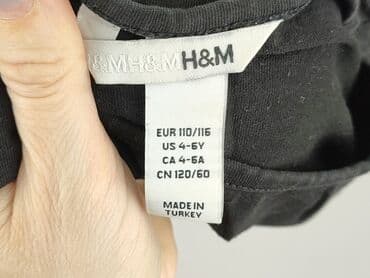 H&M H&M H&M
EUR 110/116
US 4-6Y
CA 4-6A
CN 120/60
MADE IN
TURKEY